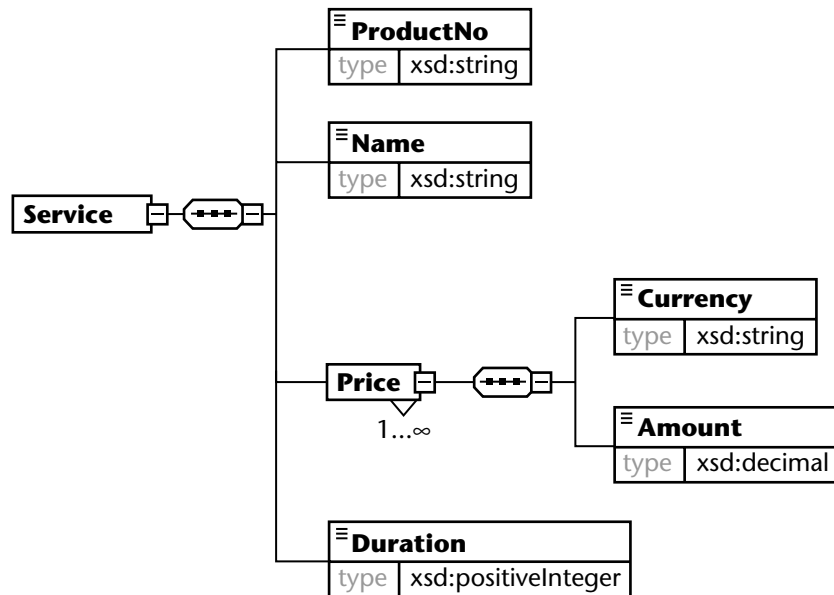 ProductNo
type xsd:string
Name
type xsd:string
Service
Currency
type xsd:string
Price
1...∞
Amount
type xsd:decimal
Duration
type xsd:positiveInteger